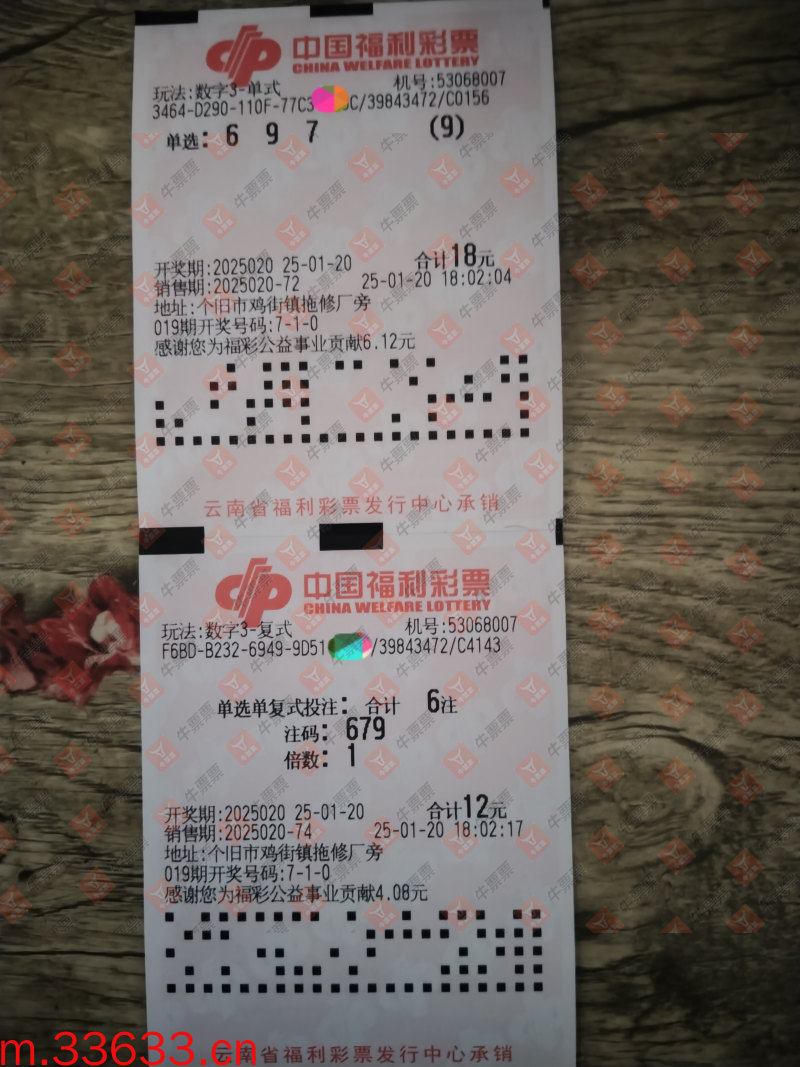 中国福利彩票
CHINA WELFARE LOTTERY
玩法:数字3-单式 机号:53068007
3464-D290-110F-77C3 C/39843472/C0156
单选: 6 9 7 (9)
开奖期:2025020 25-01-20 合计18元
销售期:2025020-72 25-01-20 18:02:04
地址:个旧市鸡街镇拖修厂旁
019期开奖号码:7-1-0
感谢您为福彩公益事业贡献6.12元
云南省福利彩票发行中心承销
中国福利彩票
CHINA WELFARE LOTTERY
玩法:数字3-复式 机号:53068007
F6BD-B232-6949-9D51 /39843472/C4143
单选单复式投注: 合计 6注
注码: 679
倍数: 1
开奖期:2025020 25-01-20 合计12元
销售期:2025020-74 25-01-20 18:02:17
地址:个旧市鸡街镇拖修厂旁
019期开奖号码:7-1-0
感谢您为福彩公益事业贡献4.08元
云南省福利彩票发行中心承销
m.33633.cn
牛票票